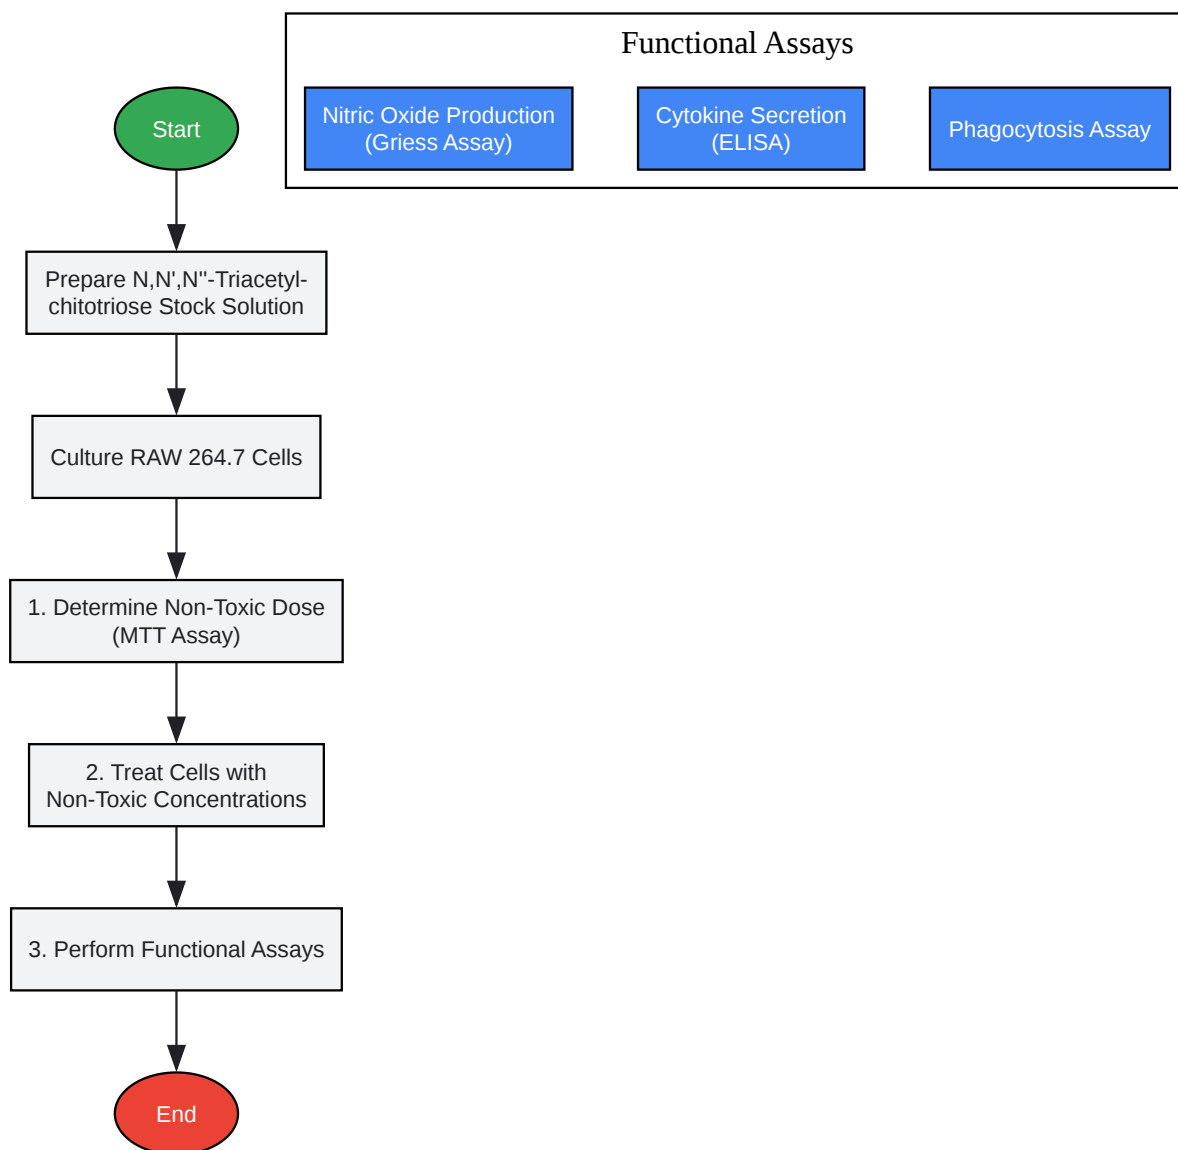 Functional Assays
Nitric Oxide Production
(Griess Assay)
Cytokine Secretion
(ELISA)
Phagocytosis Assay
Start
Prepare N,N',N''-Triacetyl-
chitotriose Stock Solution
Culture RAW 264.7 Cells
1. Determine Non-Toxic Dose
(MTT Assay)
2. Treat Cells with
Non-Toxic Concentrations
3. Perform Functional Assays
End